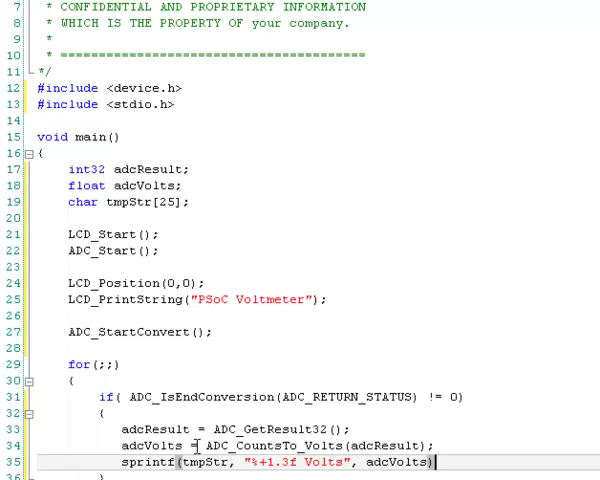 7 * CONFIDENTIAL AND PROPRIETARY INFORMATION
8 * WHICH IS THE PROPERTY OF your company.
9 *
10 * ========================================
11 */
12 #include <device.h>
13 #include <stdio.h>
14
15 void main()
16 {
17 int32 adcResult;
18 float adcVolts;
19 char tmpStr[25];
20
21 LCD_Start();
22 ADC_Start();
23
24 LCD_Position(0,0);
25 LCD_PrintString("PSoC Voltmeter");
26
27 ADC_StartConvert();
28
29 for(;;)
30 {
31 if( ADC_IsEndConversion(ADC_RETURN_STATUS) != 0)
32 {
33 adcResult = ADC_GetResult32();
34 adcVolts = ADC_CountsTo_Volts(adcResult);
35 sprintf(tmpStr, "%+1.3f Volts", adcVolts)
36 }